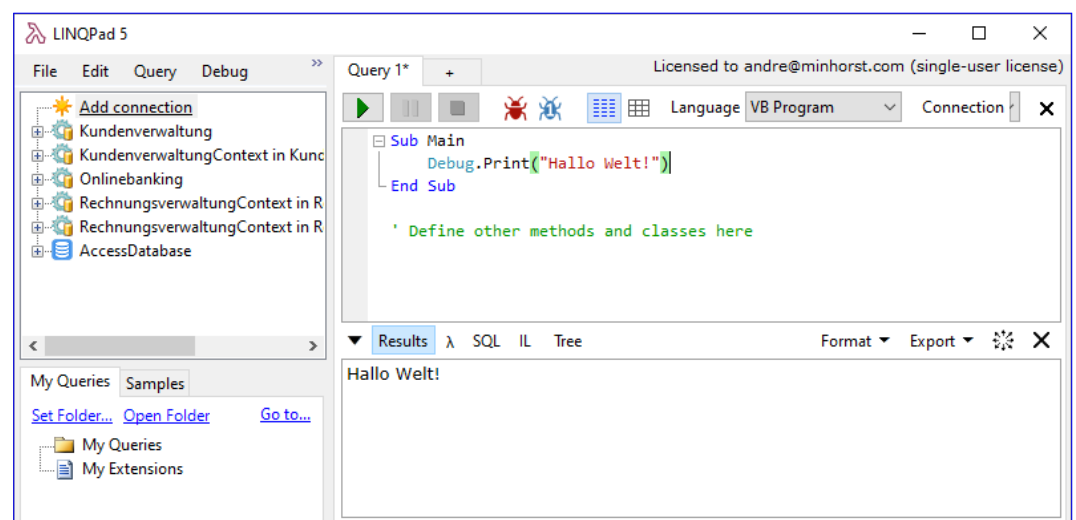 LINQPad 5
File Edit Query Debug »
Add connection
Kundenverwaltung
KundenverwaltungContext in Kunc
Onlinebanking
RechnungsverwaltungContext in R
RechnungsverwaltungContext in R
AccessDatabase
My Queries Samples
Set Folder... Open Folder Go to...
My Queries
My Extensions
Query 1* +
Licensed to andre@minhorst.com (single-user license)
Language VB Program Connection
Sub Main
Debug.Print("Hallo Welt!")
End Sub
' Define other methods and classes here
Results λ SQL IL Tree Format Export
Hallo Welt!